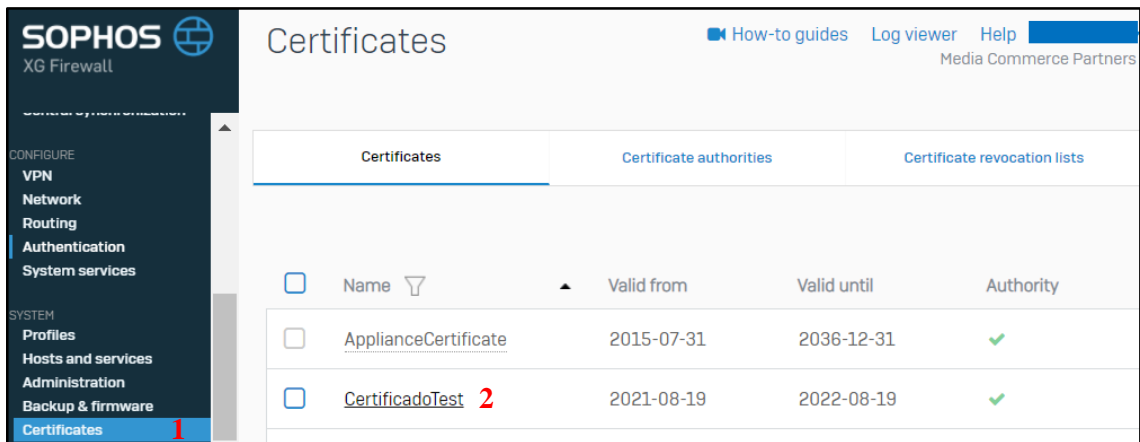 SOPHOS
XG Firewall
Central synchronization
CONFIGURE
VPN
Network
Routing
Authentication
System services
SYSTEM
Profiles
Hosts and services
Administration
Backup & firmware
Certificates 1
Certificates
How-to guides Log viewer Help
Media Commerce Partners
Certificates Certificate authorities Certificate revocation lists
Name Valid from Valid until Authority
ApplianceCertificate 2015-07-31 2036-12-31
CertificadoTest 2 2021-08-19 2022-08-19